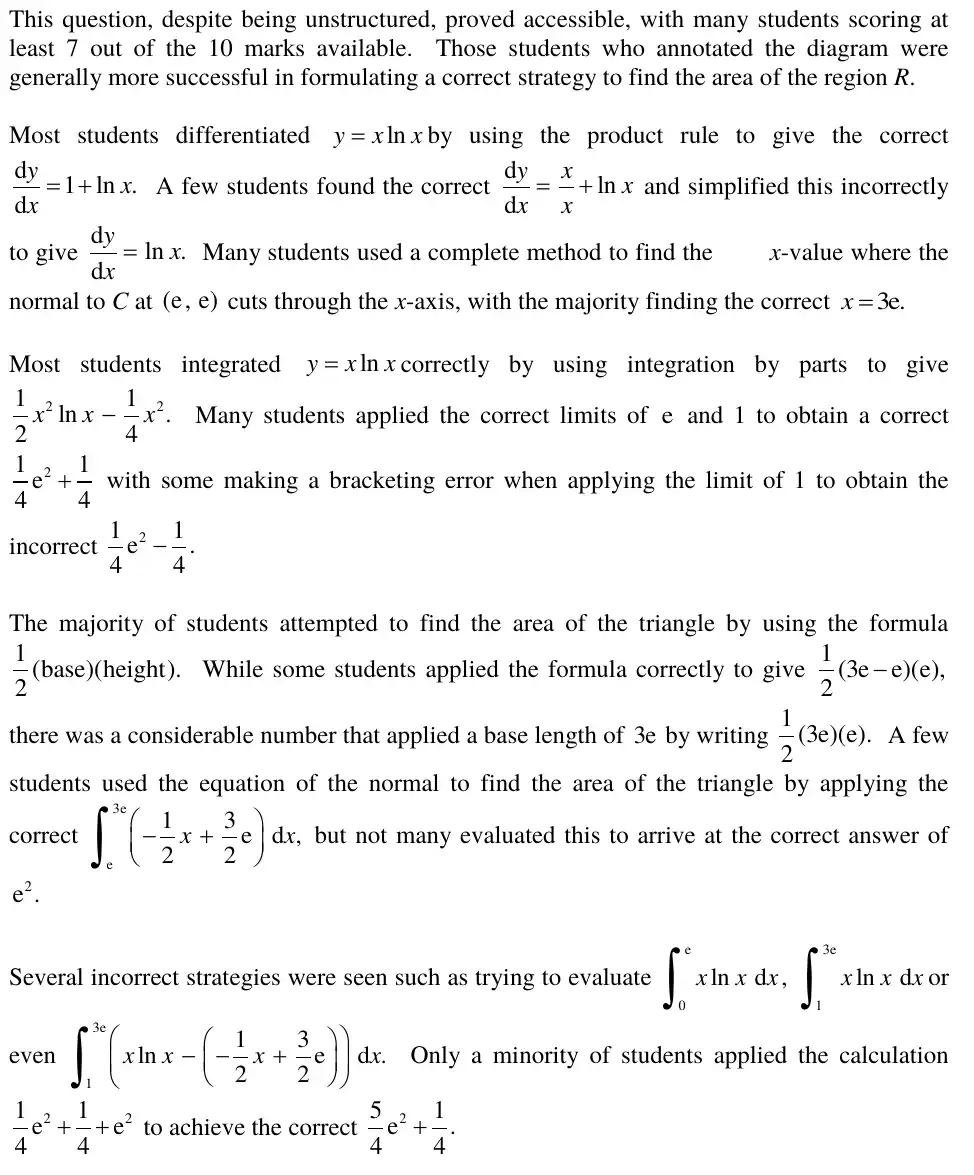 This question, despite being unstructured, proved accessible, with many students scoring at
least 7 out of the 10 marks available. Those students who annotated the diagram were
generally more successful in formulating a correct strategy to find the area of the region R.
Most students differentiated y = x ln x by using the product rule to give the correct
dy/dx = 1 + ln x. A few students found the correct dy/dx = x/x + ln x and simplified this incorrectly
to give dy/dx = ln x. Many students used a complete method to find the x-value where the
normal to C at (e, e) cuts through the x-axis, with the majority finding the correct x = 3e.
Most students integrated y = x ln x correctly by using integration by parts to give
1/2 x² ln x − 1/4 x². Many students applied the correct limits of e and 1 to obtain a correct
1/4 e² + 1/4 with some making a bracketing error when applying the limit of 1 to obtain the
incorrect 1/4 e² − 1/4.
The majority of students attempted to find the area of the triangle by using the formula
1/2 (base)(height). While some students applied the formula correctly to give 1/2 (3e − e)(e),
there was a considerable number that applied a base length of 3e by writing 1/2 (3e)(e). A few
students used the equation of the normal to find the area of the triangle by applying the
correct ∫_e^{3e} (−1/2 x + 3/2 e) dx, but not many evaluated this to arrive at the correct answer of
e².
Several incorrect strategies were seen such as trying to evaluate ∫_0^e x ln x dx, ∫_1^{3e} x ln x dx or
even ∫_1^{3e} (x ln x − (−1/2 x + 3/2 e)) dx. Only a minority of students applied the calculation
1/4 e² + 1/4 + e² to achieve the correct 5/4 e² + 1/4.